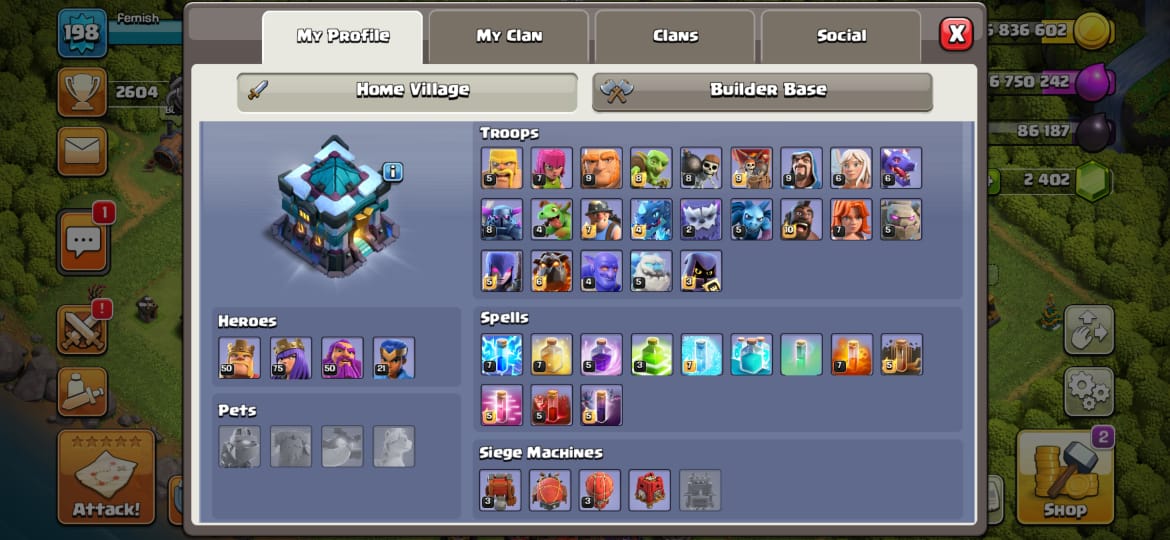 198
Femish
My Profile
My Clan
Clans
Social
X
6 836 602
2604
Home Village
Builder Base
6 750 242
86 187
2 402
Troops
5 7 9 8 8 9 9 6 6
8 4 7 4 2 5 10 7 5
5 6 4 5 3
i
1
!
Heroes
50 75 50 21
Pets
Spells
7 7 5 7 7 5
5 5 5
Siege Machines
3 3
Attack!
2
Shop